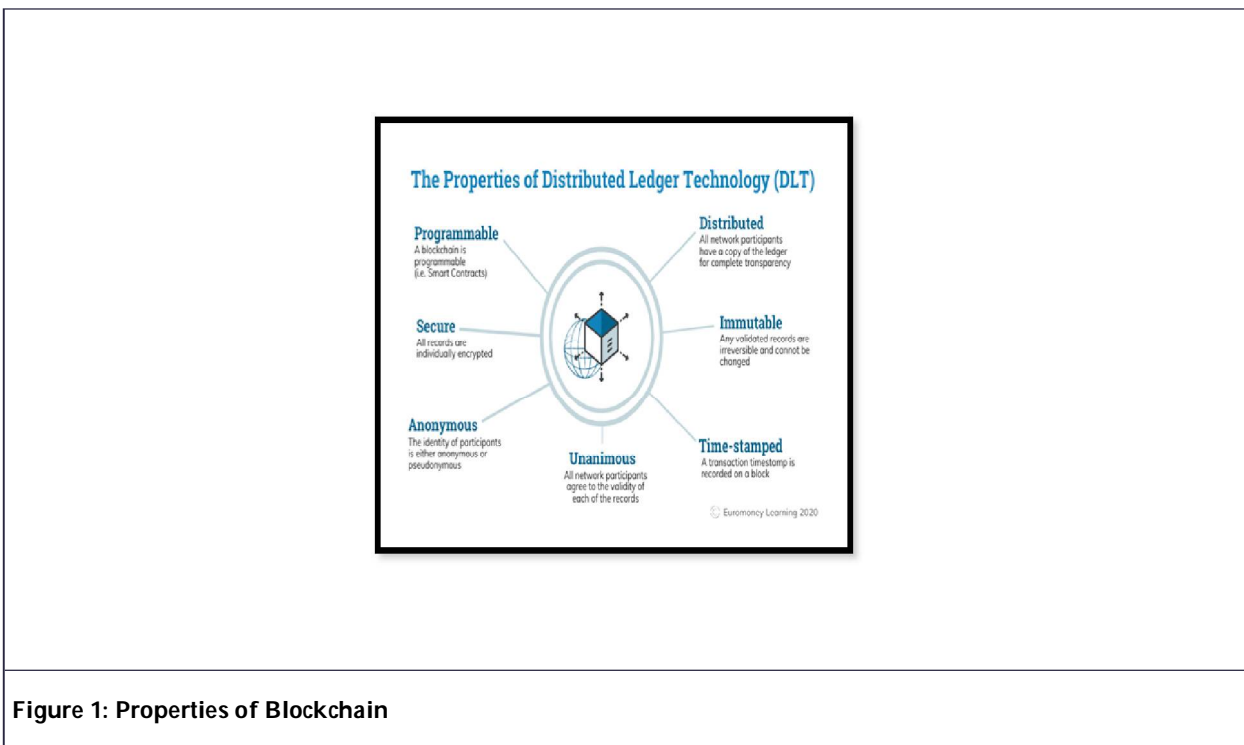 The Properties of Distributed Ledger Technology (DLT)
Programmable
A blockchain is
programmable
(i.e. Smart Contracts)
Distributed
All network participants
have a copy of the ledger
for complete transparency
Secure
All records are
individually encrypted
Immutable
Any validated records are
irreversible and cannot be
changed
Anonymous
The identity of participants
is either anonymous or
pseudonymous
Unanimous
All network participants
agree to the validity of
each of the records
Time-stamped
A transaction timestamp is
recorded on a block
Euromoney Learning 2020
Figure 1: Properties of Blockchain